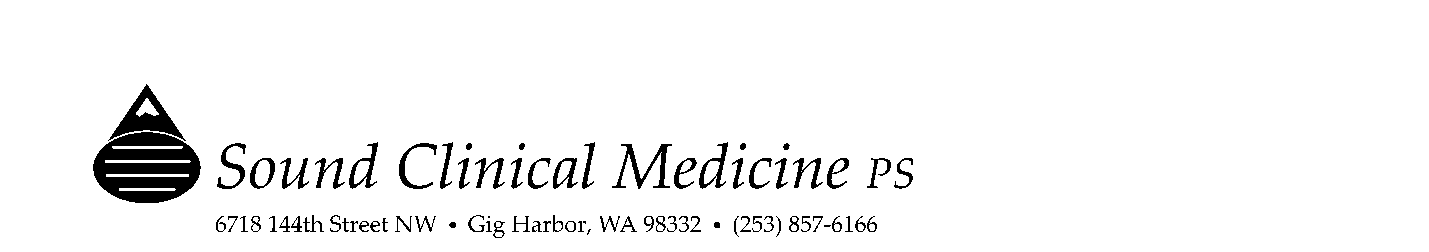 Sound Clinical Medicine PS
6718 144th Street NW • Gig Harbor, WA 98332 • (253) 857-6166